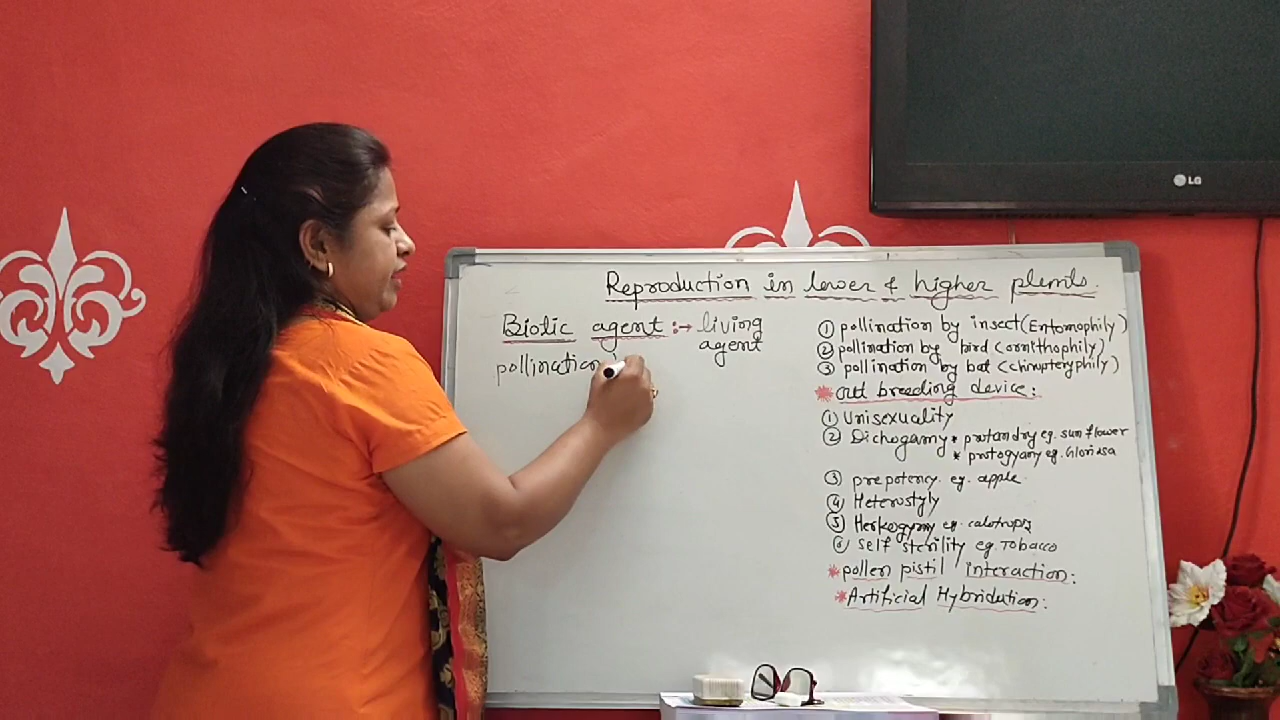 LG
Reproduction in lower & higher plants.
Biotic agent :→ living
agent
pollination
① pollination by insect (Entomophily)
② pollination by bird (ornithophily)
③ pollination by bat (chiropteryphily)
* out breeding device:
① Unisexuality
② Dichogamy * protandry eg. sun flower
* protogyany eg. Gloriosa
③ prepotency. eg. apple
④ Heterostyly
⑤ Herkogymy eg. calotropis
⑥ self sterility eg. Tobacco
* pollen pistil interaction:
* Artificial Hybridution: